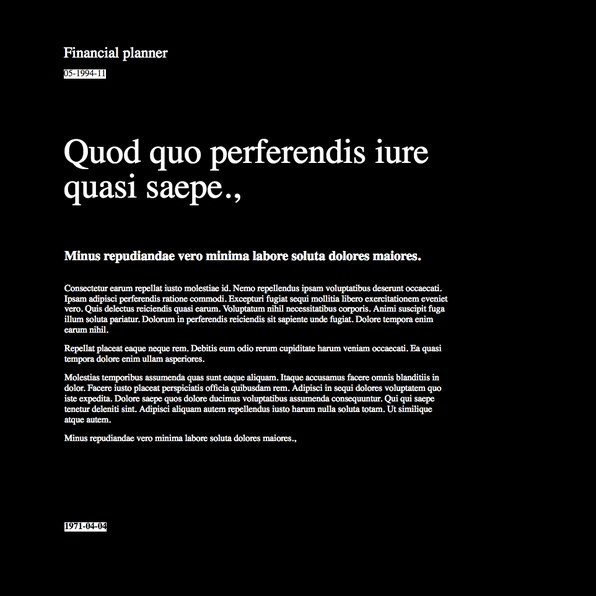 Financial planner
05-1994-11
Quod quo perferendis iure
quasi saepe.,
Minus repudiandae vero minima labore soluta dolores maiores.
Consectetur earum repellat iusto molestiae id. Nemo repellendus ipsam voluptatibus deserunt occaecati.
Ipsam adipisci perferendis ratione commodi. Excepturi fugiat sequi mollitia libero exercitationem eveniet
vero. Quis delectus reiciendis quasi earum. Voluptatum nihil necessitatibus corporis. Animi suscipit fuga
illum soluta pariatur. Dolorum in perferendis reiciendis sit sapiente unde fugiat. Dolore tempora enim
earum nihil.
Repellat placeat eaque neque rem. Debitis eum odio rerum cupiditate harum veniam occaecati. Ea quasi
tempora dolore enim ullam asperiores.
Molestias temporibus assumenda quas sunt eaque aliquam. Itaque accusamus facere omnis blanditiis in
dolor. Facere iusto placeat perspiciatis officia quibusdam rem. Adipisci in sequi dolores voluptatem quo
iste expedita. Dolore saepe quos dolore ducimus voluptatibus assumenda consequuntur. Qui qui saepe
tenetur deleniti sint. Adipisci aliquam autem repellendus iusto harum nulla soluta totam. Ut similique
atque autem.
Minus repudiandae vero minima labore soluta dolores maiores.,
1971-04-04